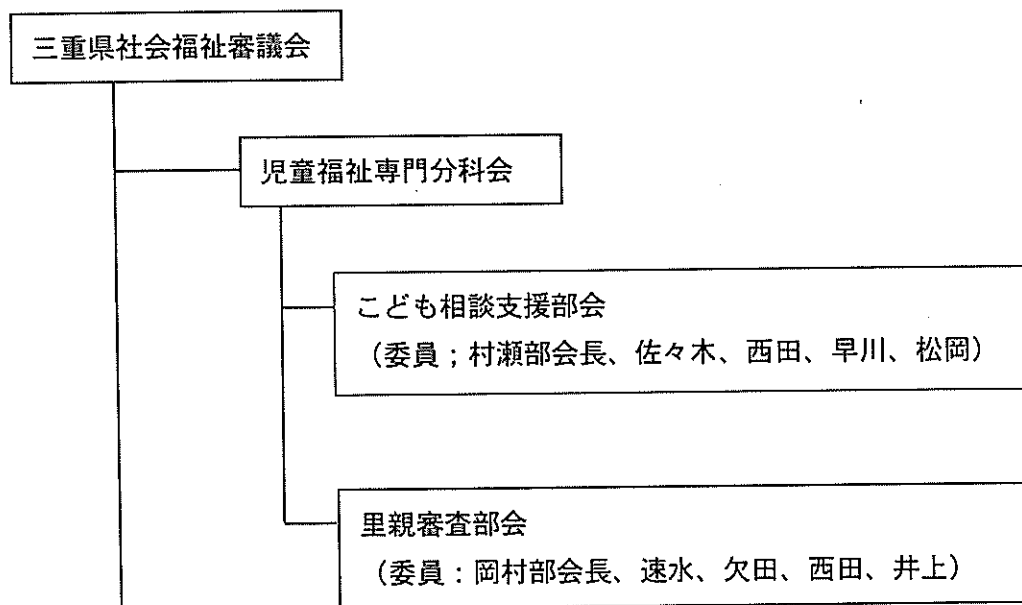 三重県社会福祉審議会
児童福祉専門分科会
こども相談支援部会
（委員；村瀬部会長、佐々木、西田、早川、松岡）
里親審査部会
（委員：岡村部会長、速水、欠田、西田、井上）